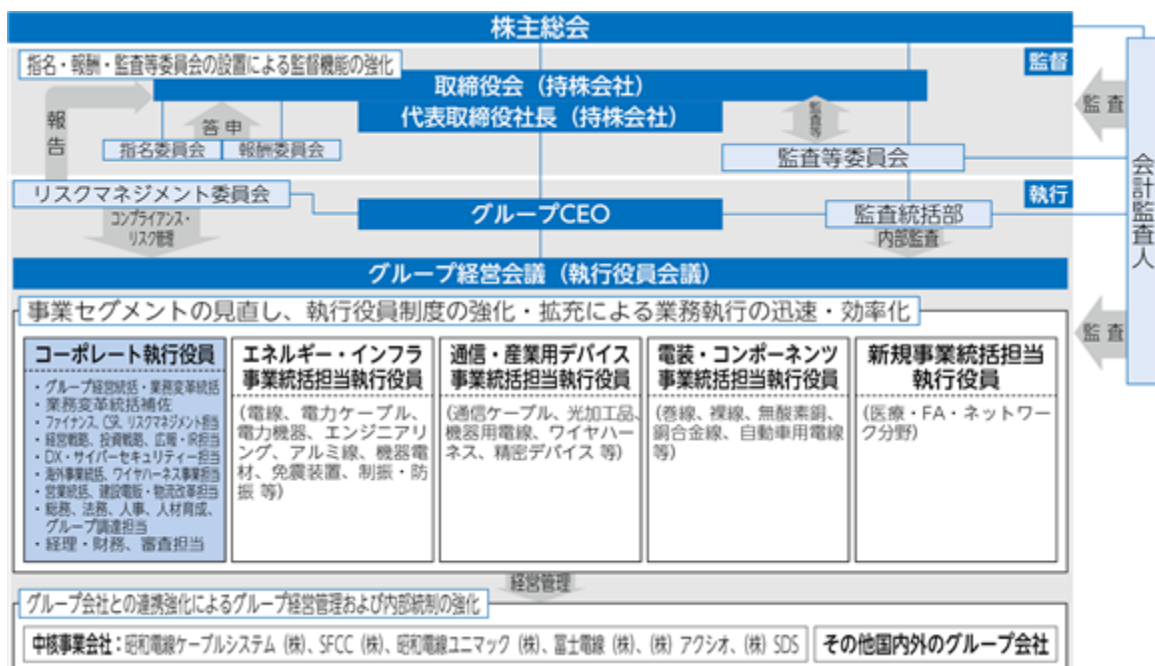 株主総会
指名・報酬・監査等委員会の設置による監督機能の強化
監督
取締役会（持株会社）
代表取締役社長（持株会社）
報告
答申
監査等
監査
指名委員会
報酬委員会
監査等委員会
会計監査人
リスクマネジメント委員会
執行
グループCEO
監査統括部
コンプライアンス・
リスク管理
内部監査
グループ経営会議（執行役員会議）
事業セグメントの見直し、執行役員制度の強化・拡充による業務執行の迅速・効率化
監査
コーポレート執行役員
・グループ経営統括・業務変革統括
・業務変革統括補佐
・ファイナンス、CSR、リスクマネジメント担当
・経営戦略、投資戦略、広報・IR担当
・DX・サイバーセキュリティー担当
・海外事業統括、ワイヤハーネス事業担当
・営業統括、建設電販・物流改革担当
・総務、法務、人事、人材育成、
グループ調達担当
・経理・財務、審査担当
エネルギー・インフラ
事業統括担当執行役員
（電線、電力ケーブル、
電力機器、エンジニアリ
ング、アルミ線、機器電
材、免震装置、制振・防
振 等）
通信・産業用デバイス
事業統括担当執行役員
（通信ケーブル、光加工品、
機器用電線、ワイヤハー
ネス、精密デバイス 等）
電装・コンポーネンツ
事業統括担当執行役員
（巻線、裸線、無酸素銅、
銅合金線、自動車用電線
等）
新規事業統括担当
執行役員
（医療・FA・ネットワー
ク分野）
経営管理
グループ会社との連携強化によるグループ経営管理および内部統制の強化
中核事業会社：昭和電線ケーブルシステム（株）、SFCC（株）、昭和電線ユニマック（株）、冨士電線（株）、（株）アクシオ、（株）SDS
その他国内外のグループ会社